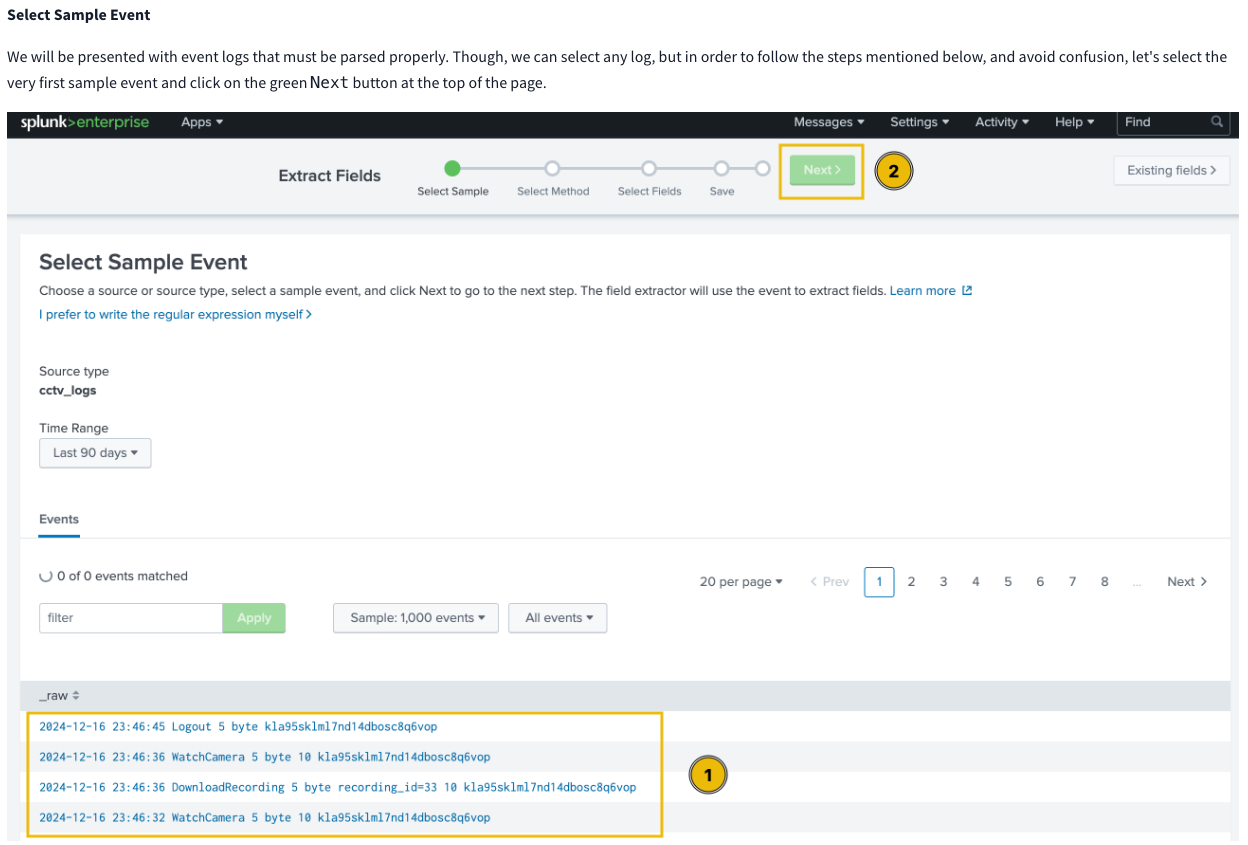 Select Sample Event
We will be presented with event logs that must be parsed properly. Though, we can select any log, but in order to follow the steps mentioned below, and avoid confusion, let's select the
very first sample event and click on the green Next button at the top of the page.
splunk>enterprise Apps Messages Settings Activity Help Find
Extract Fields Select Sample Select Method Select Fields Save Next > 2 Existing fields >
Select Sample Event
Choose a source or source type, select a sample event, and click Next to go to the next step. The field extractor will use the event to extract fields. Learn more
I prefer to write the regular expression myself >
Source type
cctv_logs
Time Range
Last 90 days
Events
0 of 0 events matched
20 per page < Prev 1 2 3 4 5 6 7 8 ... Next >
filter Apply Sample: 1,000 events All events
_raw
2024-12-16 23:46:45 Logout 5 byte kla95sklml7nd14dbosc8q6vop
2024-12-16 23:46:36 WatchCamera 5 byte 10 kla95sklml7nd14dbosc8q6vop
2024-12-16 23:46:36 DownloadRecording 5 byte recording_id=33 10 kla95sklml7nd14dbosc8q6vop
1
2024-12-16 23:46:32 WatchCamera 5 byte 10 kla95sklml7nd14dbosc8q6vop